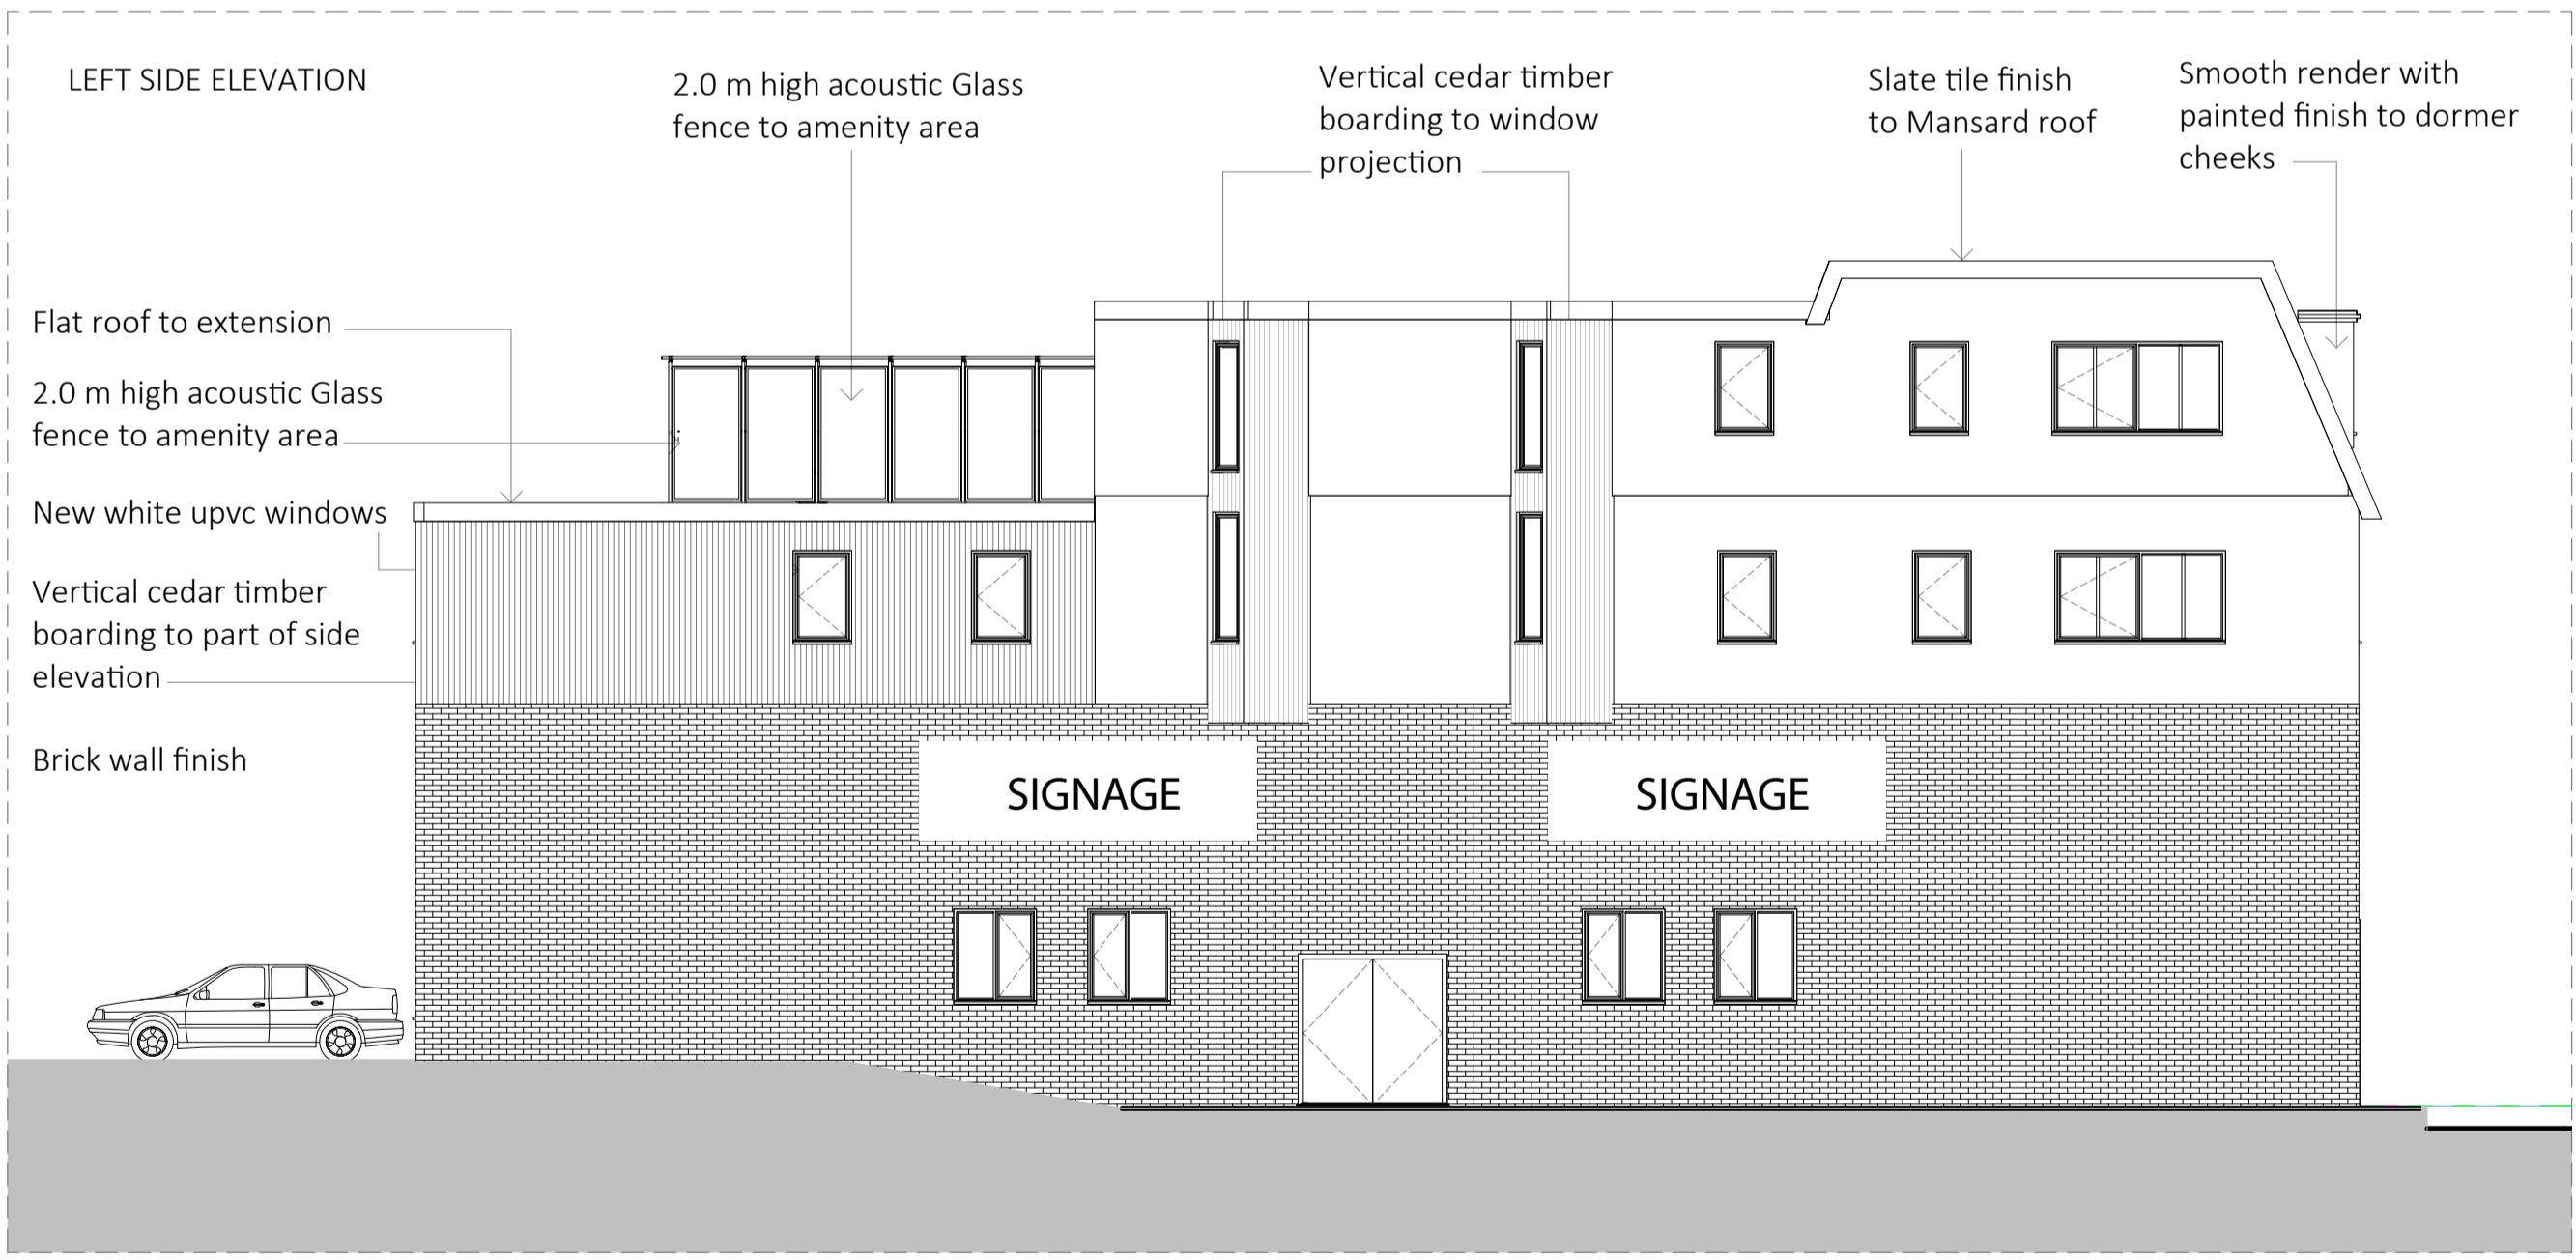 LEFT SIDE ELEVATION
2.0 m high acoustic Glass
fence to amenity area
Vertical cedar timber
boarding to window
projection
Slate tile finish
to Mansard roof
Smooth render with
painted finish to dormer
cheeks
Flat roof to extension
2.0 m high acoustic Glass
fence to amenity area
New white upvc windows
Vertical cedar timber
boarding to part of side
elevation
Brick wall finish
SIGNAGE
SIGNAGE